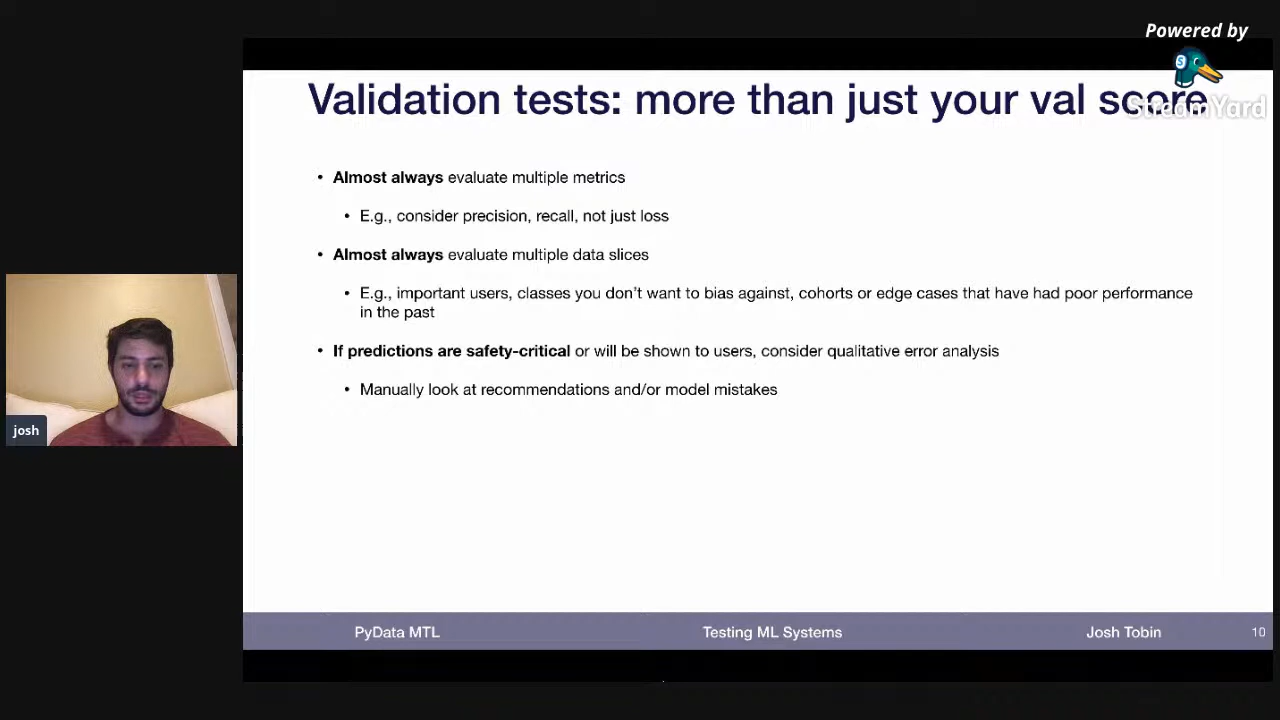 Powered by
StreamYard
Validation tests: more than just your val score
• Almost always evaluate multiple metrics
• E.g., consider precision, recall, not just loss
• Almost always evaluate multiple data slices
• E.g., important users, classes you don't want to bias against, cohorts or edge cases that have had poor performance
in the past
• If predictions are safety-critical or will be shown to users, consider qualitative error analysis
• Manually look at recommendations and/or model mistakes
josh
PyData MTL
Testing ML Systems
Josh Tobin
10